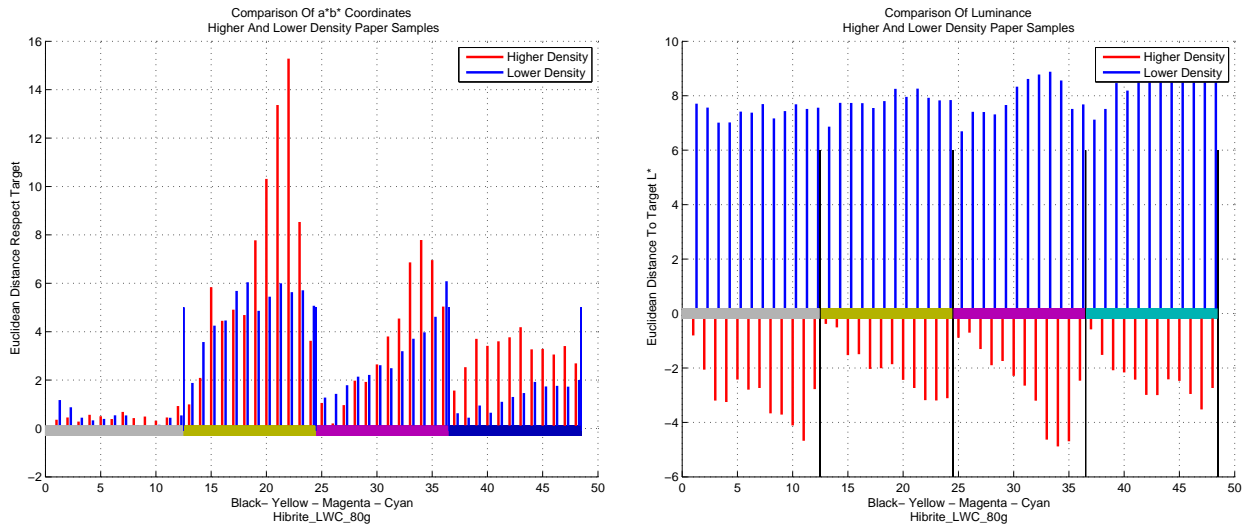 Comparison Of a*b* Coordinates
Higher And Lower Density Paper Samples
Higher Density
Lower Density
Euclidean Distance Respect Target
16
14
12
10
8
6
4
2
0
−2
0 5 10 15 20 25 30 35 40 45 50
Black− Yellow − Magenta − Cyan
Hibrite_LWC_80g
Comparison Of Luminance
Higher And Lower Density Paper Samples
Higher Density
Lower Density
Euclidean Distance To Target L*
10
8
6
4
2
0
−2
−4
−6
0 5 10 15 20 25 30 35 40 45 50
Black− Yellow − Magenta − Cyan
Hibrite_LWC_80g